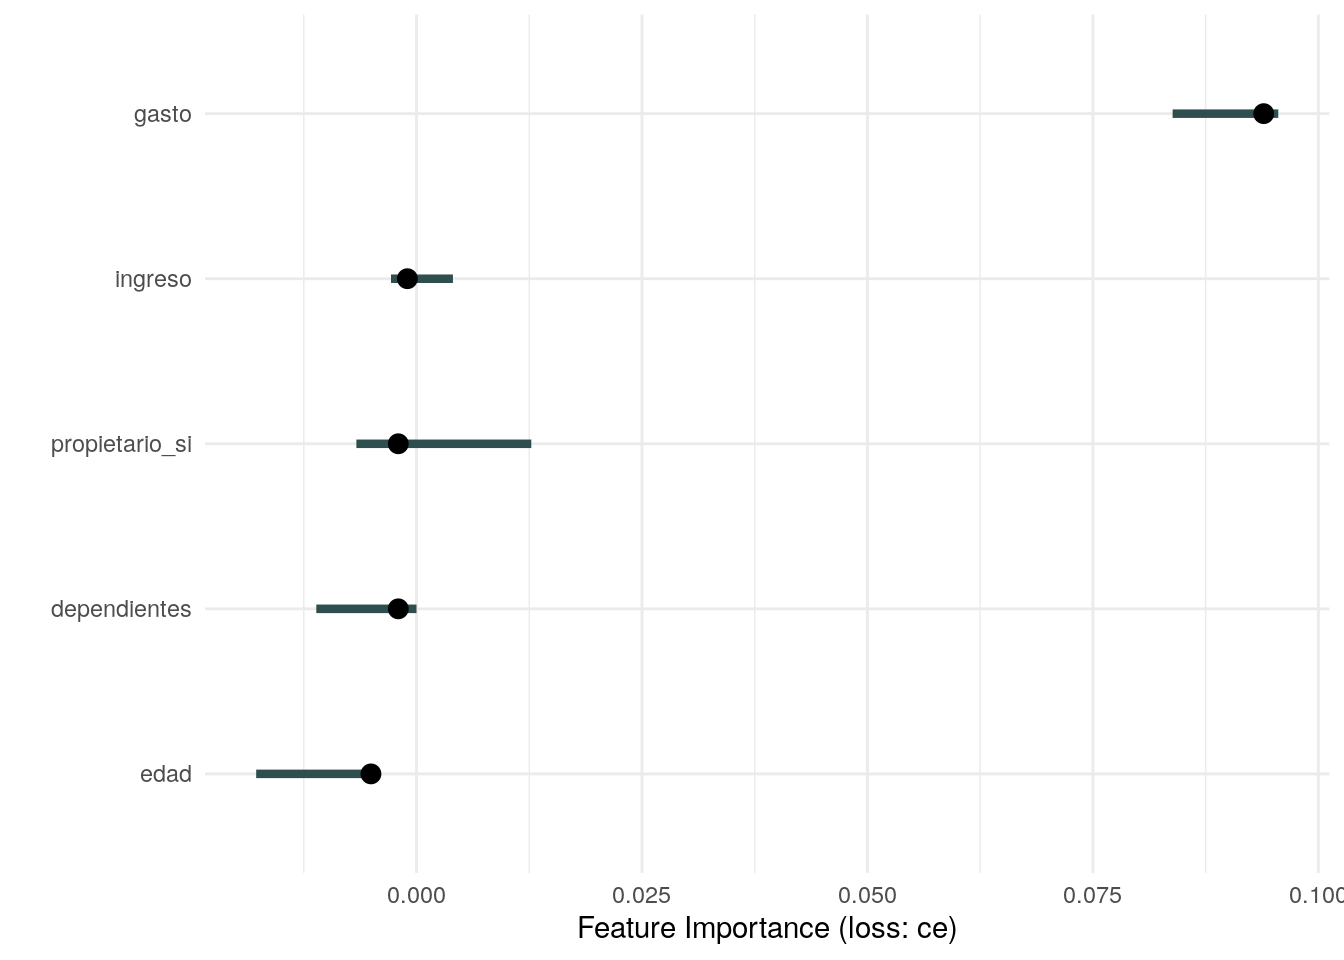 gasto
ingreso
propietario_si
dependientes
edad
0.000 0.025 0.050 0.075 0.100
Feature Importance (loss: ce)